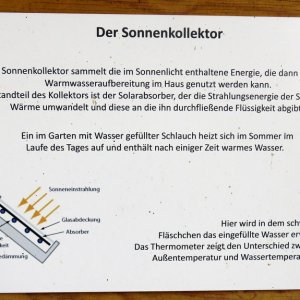 Der Sonnenkollektor
Sonnenkollektor sammelt die im Sonnenlicht enthaltene Energie, die dann
Warmwasseraufbereitung im Haus genutzt werden kann.
standteil des Kollektors ist der Solarabsorber, der die Strahlungsenergie der S
Wärme umwandelt und diese an die ihn durchfließende Flüssigkeit abgibt
Ein im Garten mit Wasser gefüllter Schlauch heizt sich im Sommer im
Laufe des Tages auf und enthält nach einiger Zeit warmes Wasser.
Sonneneinstrahlung
Glasabdeckung
Absorber
keit
edämmung
Hier wird in dem sch
Fläschchen das eingefüllte Wasser er
Das Thermometer zeigt den Unterschied zw
Außentemperatur und Wassertempera